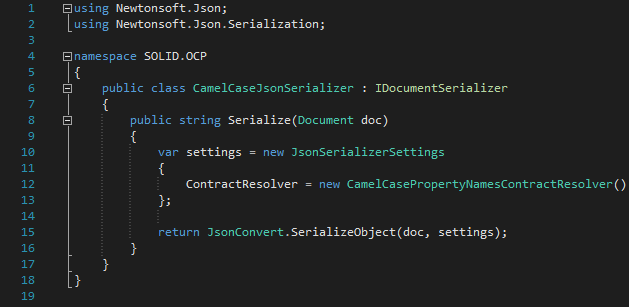 1 using Newtonsoft.Json;
2 using Newtonsoft.Json.Serialization;
3
4 namespace SOLID.OCP
5 {
6 public class CamelCaseJsonSerializer : IDocumentSerializer
7 {
8 public string Serialize(Document doc)
9 {
10 var settings = new JsonSerializerSettings
11 {
12 ContractResolver = new CamelCasePropertyNamesContractResolver()
13 };
14
15 return JsonConvert.SerializeObject(doc, settings);
16 }
17 }
18 }
19